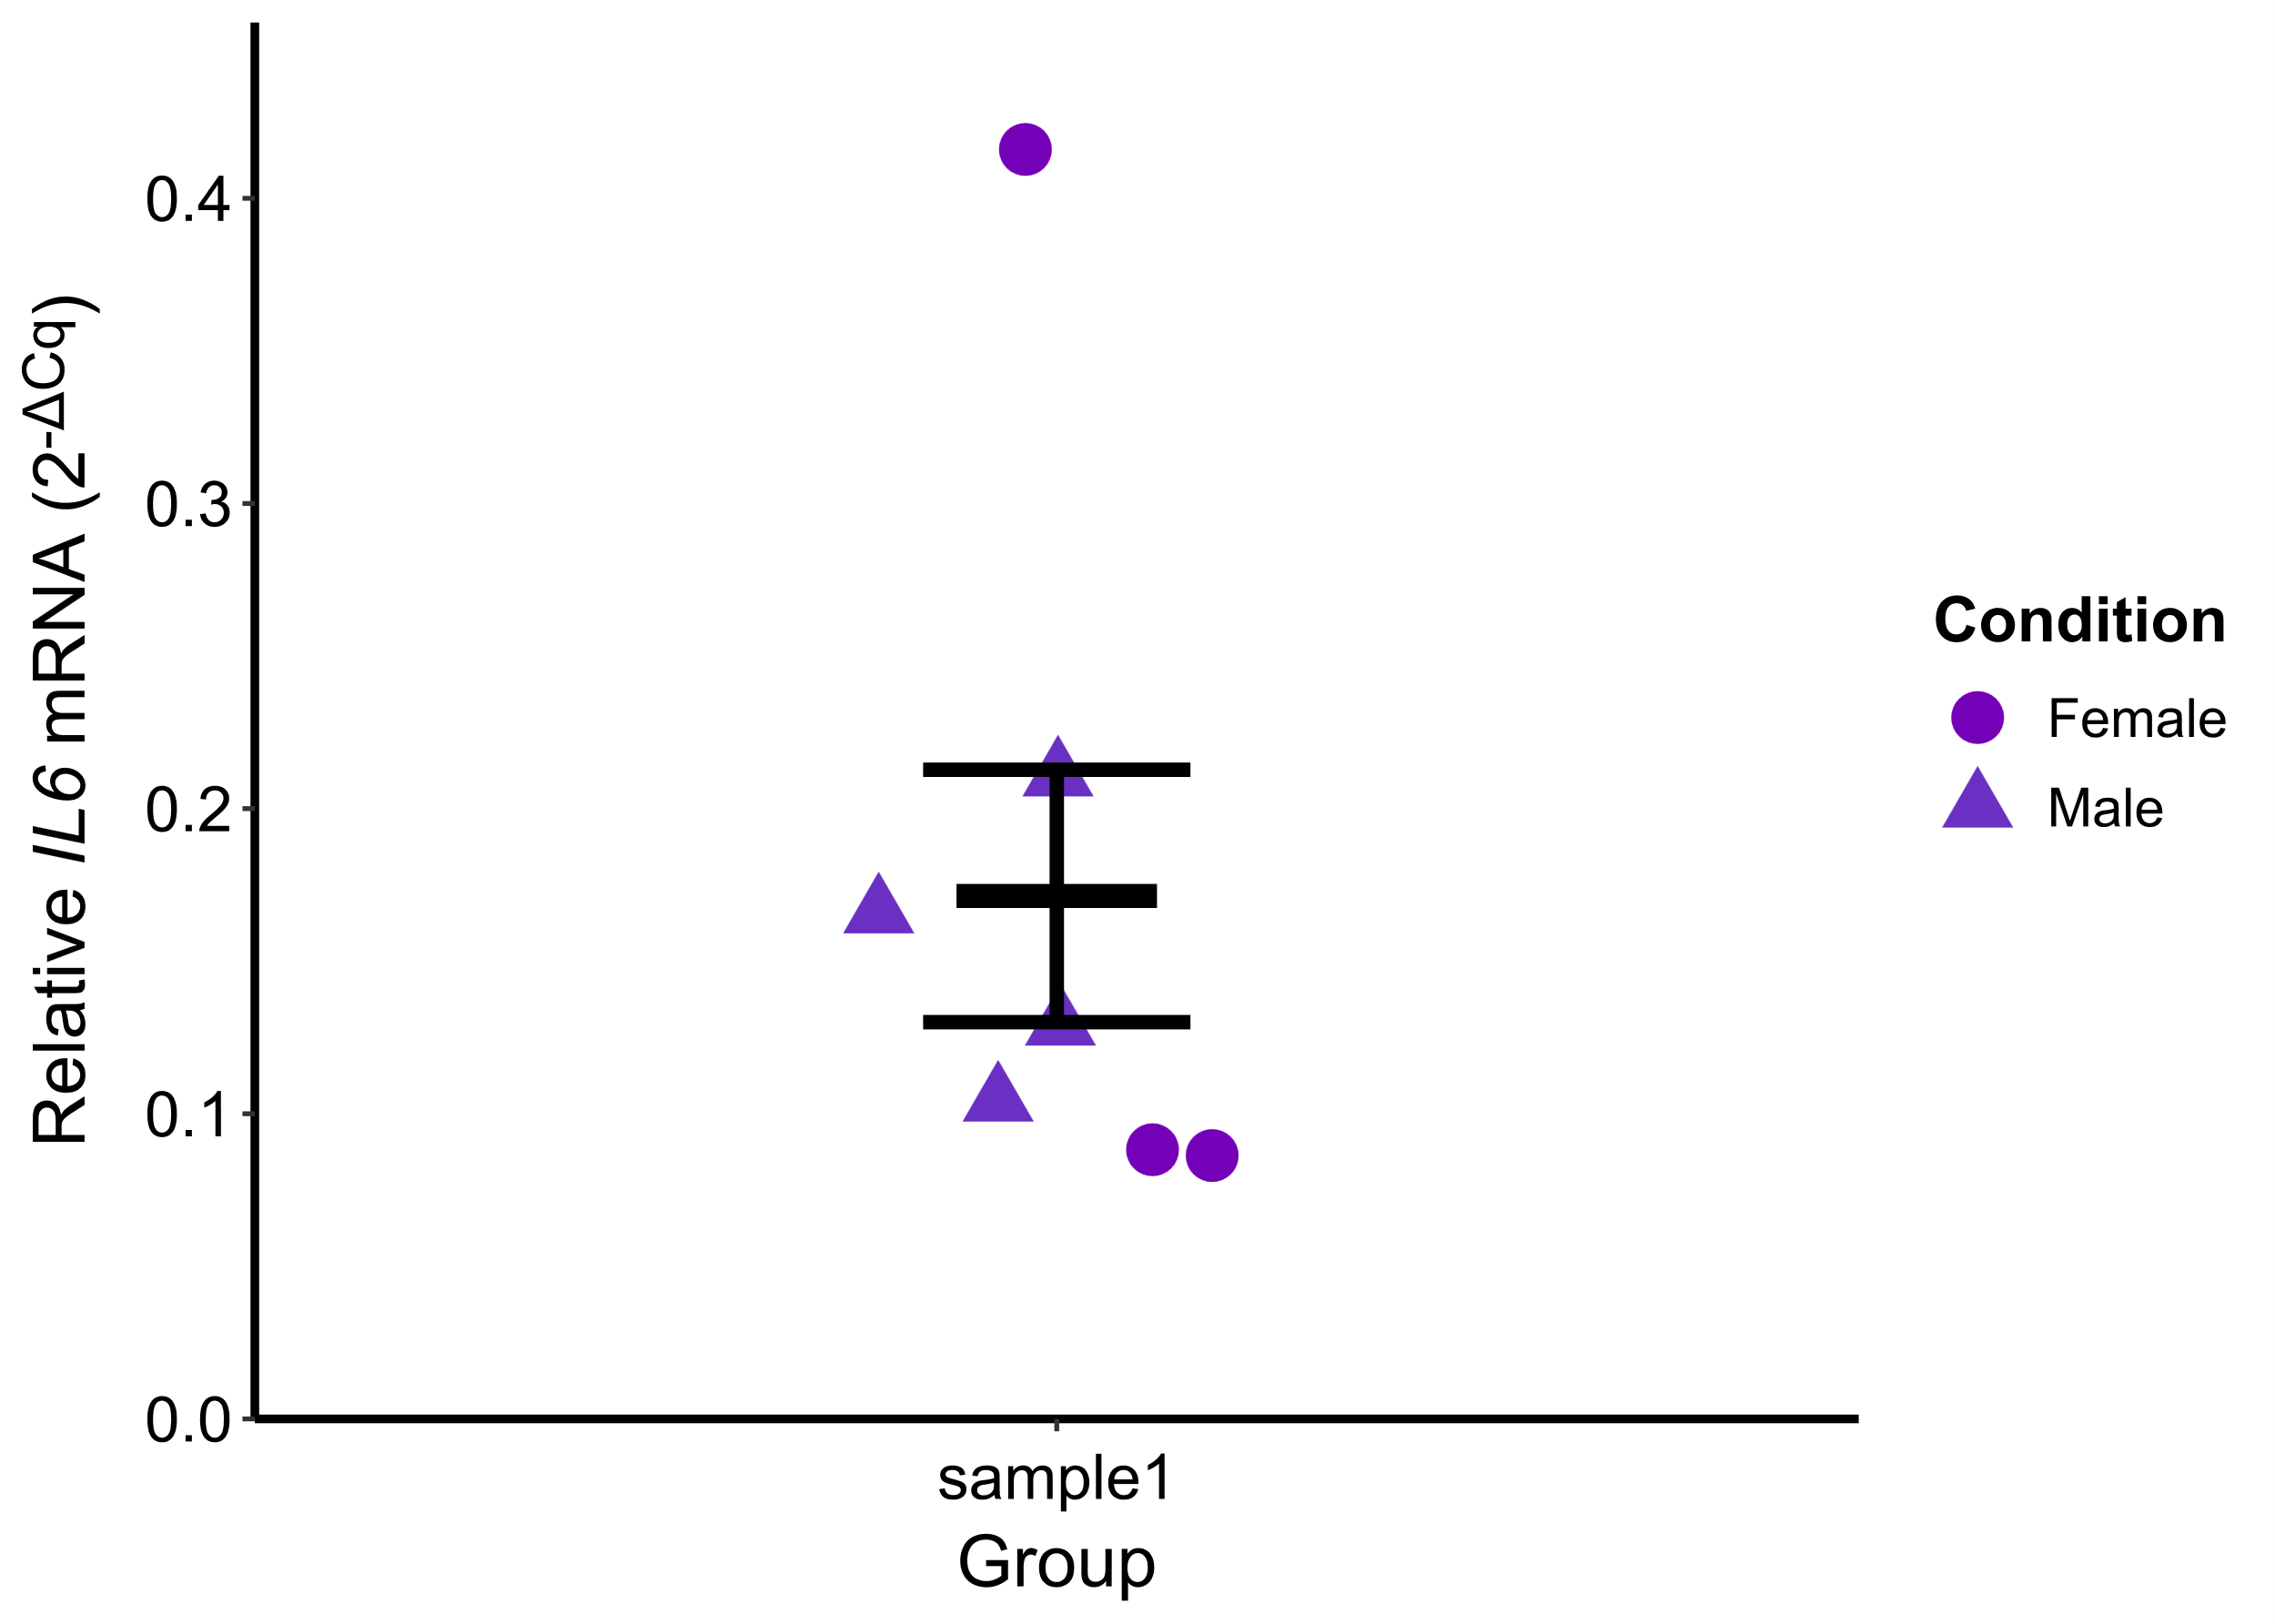 Relative IL6 mRNA (2-ΔCq)
0.4
0.3
0.2
0.1
0.0
sample1
Group
Condition
Female
Male